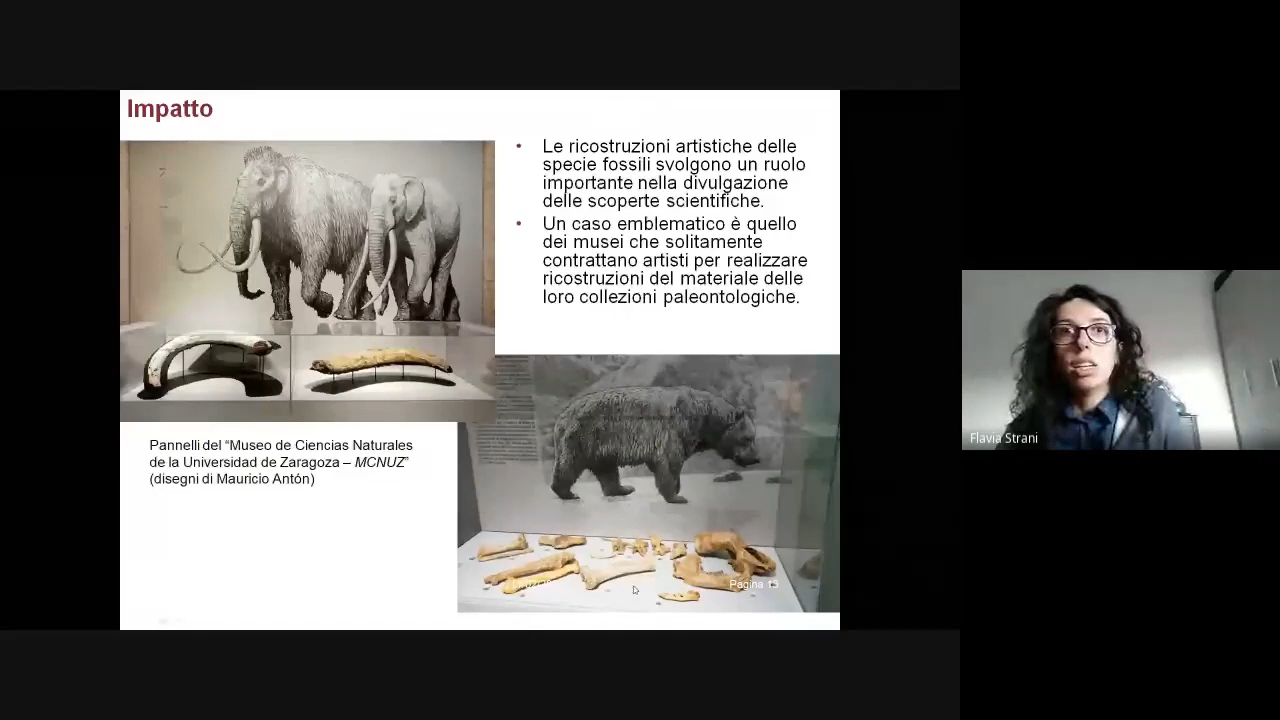 Impatto
• Le ricostruzioni artistiche delle
specie fossili svolgono un ruolo
importante nella divulgazione
delle scoperte scientifiche.
• Un caso emblematico è quello
dei musei che solitamente
contrattano artisti per realizzare
ricostruzioni del materiale delle
loro collezioni paleontologiche.
Pannelli del “Museo de Ciencias Naturales
de la Universidad de Zaragoza – MCNUZ”
(disegni di Mauricio Antón)
Pagina 15
Flavia Strani